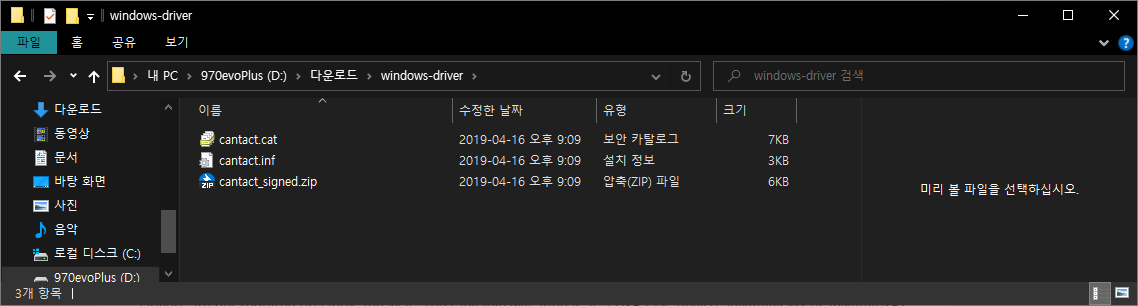 windows-driver
파일 홈 공유 보기
내 PC 970evoPlus (D:) 다운로드 windows-driver
windows-driver 검색
다운로드
동영상
문서
바탕 화면
사진
음악
로컬 디스크 (C:)
970evoPlus (D:)
이름 수정한 날짜 유형 크기
cantact.cat 2019-04-16 오후 9:09 보안 카탈로그 7KB
cantact.inf 2019-04-16 오후 9:09 설치 정보 3KB
cantact_signed.zip 2019-04-16 오후 9:09 압축(ZIP) 파일 6KB
미리 볼 파일을 선택하십시오.
3개 항목